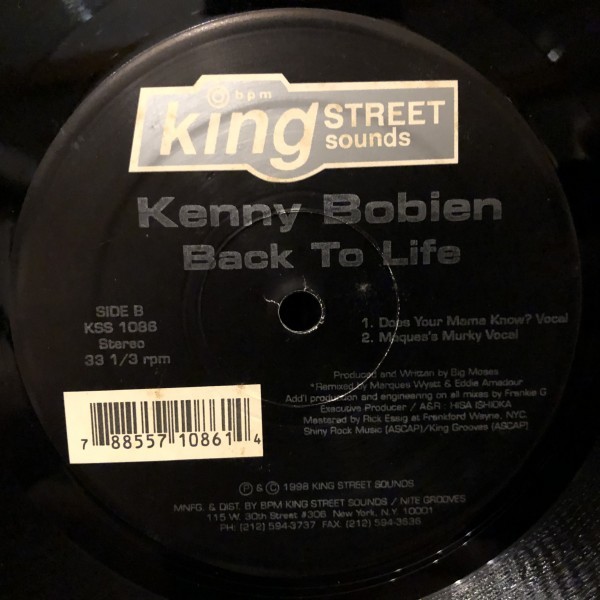 bpm
king STREET
sounds
Kenny Bobien
Back To Life
SIDE B
KSS 1086
Stereo
33 1/3 rpm
1. Does Your Mama Know? Vocal
2. Maques's Murky Vocal
Produced and Written by Big Moses
*Remixed by Marques Wyatt & Eddie Amadour
Add'l production and engineering on all mixes by Frankie G
Executive Producer / A&R : HISA ISHIOKA
Mastered by Rick Essig at Frankford Wayne, NYC
Shiny Rock Music (ASCAP)/King Grooves (ASCAP)
7 88557 10861 4
℗ & © 1998 KING STREET SOUNDS
MNFG. & DIST. BY BPM KING STREET SOUNDS / NITE GROOVES
115 W. 30th Street #306 New York, N.Y. 10001
PH: (212) 594-3737 FAX: (212) 594-3636